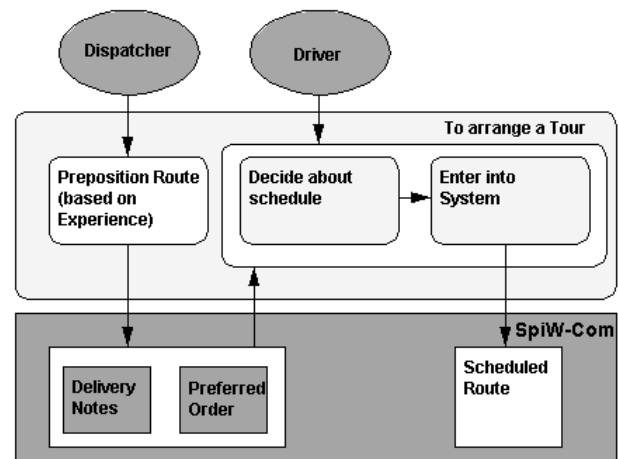 Dispatcher
Driver
To arrange a Tour
Preposition Route
(based on
Experience)
Decide about
schedule
Enter into
System
SpiW-Com
Delivery
Notes
Preferred
Order
Scheduled
Route